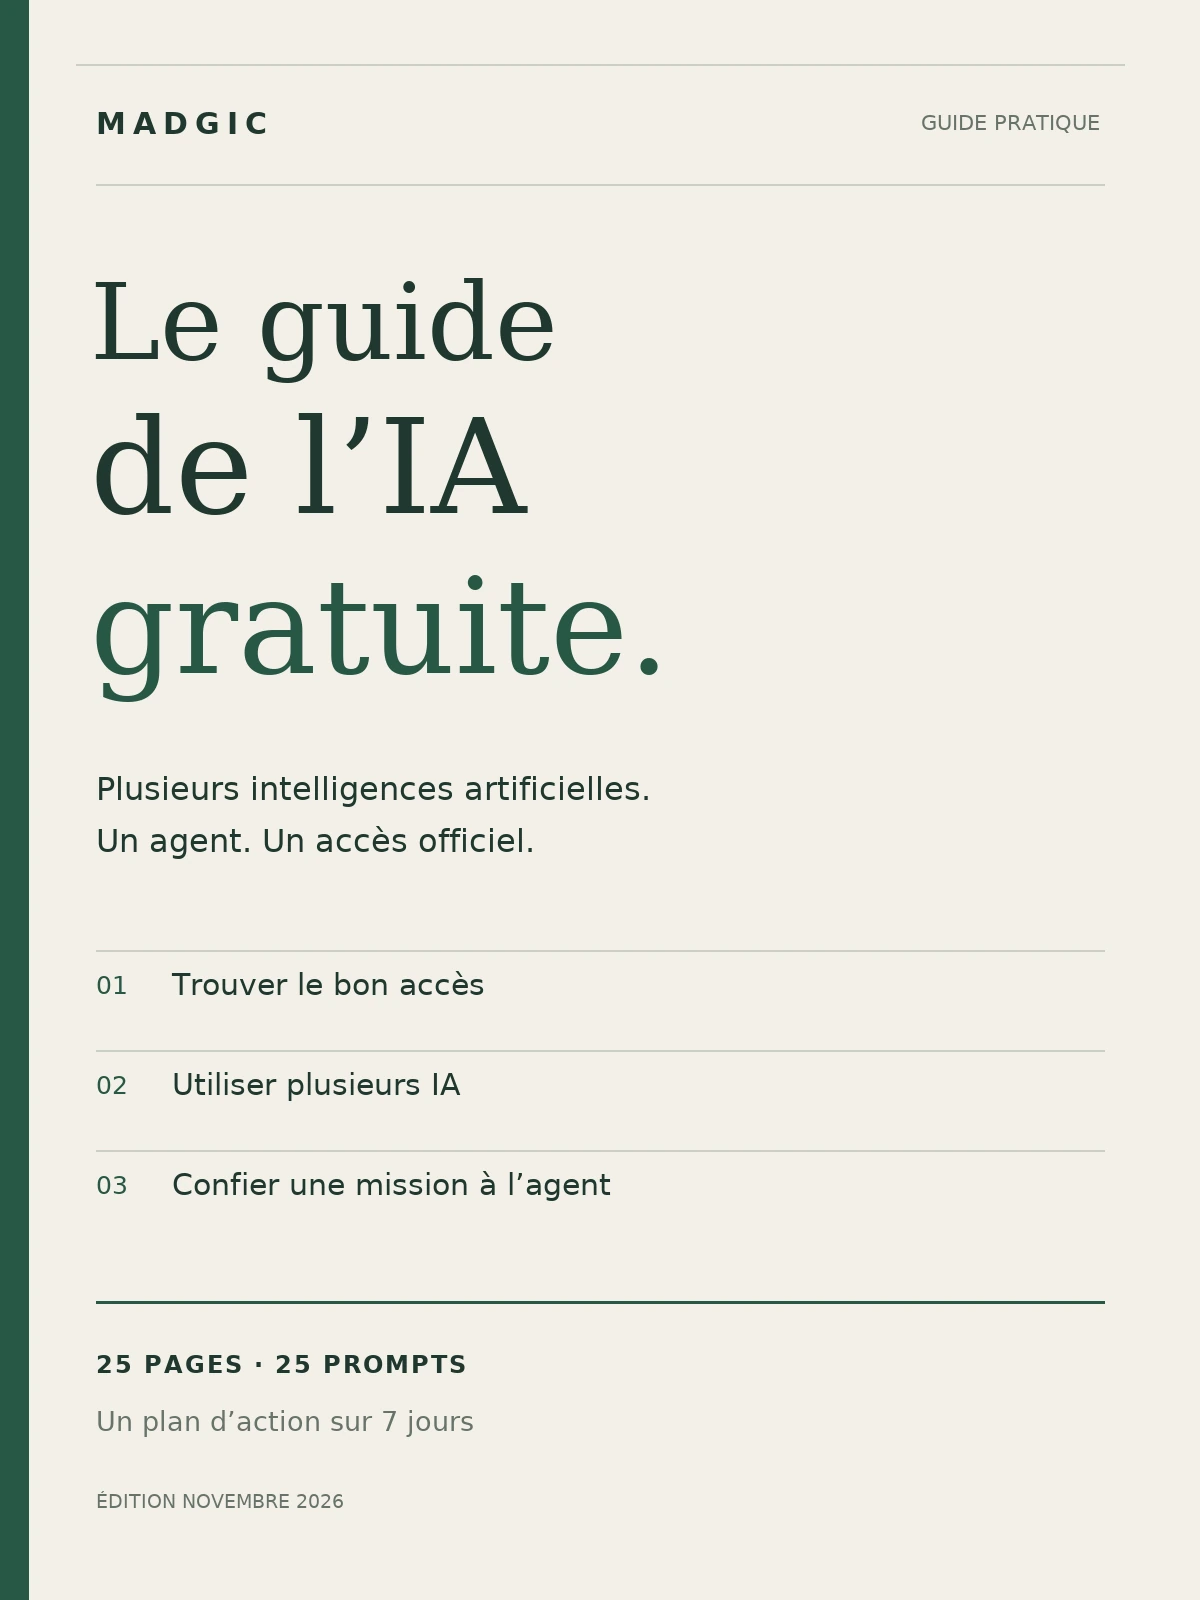 MADGIC
GUIDE PRATIQUE
Le guide
de l’IA
gratuite.
Plusieurs intelligences artificielles.
Un agent. Un accès officiel.
01 Trouver le bon accès
02 Utiliser plusieurs IA
03 Confier une mission à l’agent
25 PAGES · 25 PROMPTS
Un plan d’action sur 7 jours
ÉDITION NOVEMBRE 2026